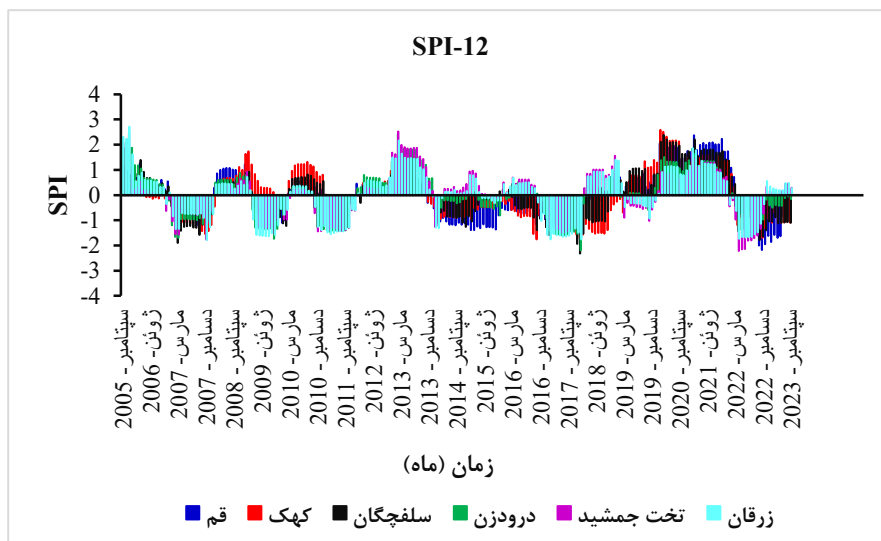 SPI-12
SPI
4
3
2
1
0
-1
-2
-3
-4
سپتامبر - 2005
ژوئن - 2006
مارس - 2007
دسامبر - 2007
سپتامبر - 2008
ژوئن - 2009
مارس - 2010
دسامبر - 2010
سپتامبر - 2011
ژوئن - 2012
مارس - 2013
دسامبر - 2013
سپتامبر - 2014
ژوئن - 2015
مارس - 2016
دسامبر - 2016
سپتامبر - 2017
ژوئن - 2018
مارس - 2019
دسامبر - 2019
سپتامبر - 2020
ژوئن - 2021
مارس - 2022
دسامبر - 2022
سپتامبر - 2023
زمان (ماه)
قم کهک سلفچگان درودزن تخت جمشید زرقان